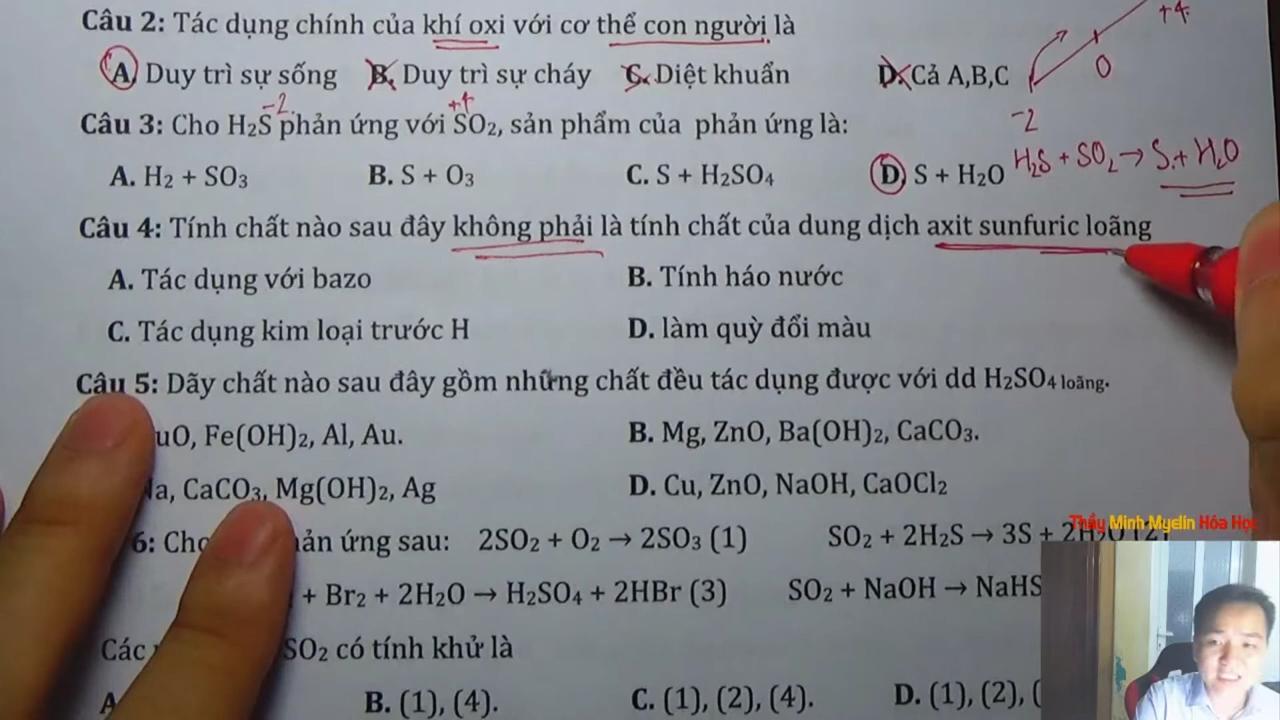 Câu 2: Tác dụng chính của khí oxi với cơ thể con người là
A. Duy trì sự sống B. Duy trì sự cháy C. Diệt khuẩn D. Cả A,B,C
+4
0
-2
-2 +4
Câu 3: Cho H₂S phản ứng với SO₂, sản phẩm của phản ứng là:
A. H₂ + SO₃ B. S + O₃ C. S + H₂SO₄ D. S + H₂O
H₂S + SO₂ → S + H₂O
Câu 4: Tính chất nào sau đây không phải là tính chất của dung dịch axit sunfuric loãng
A. Tác dụng với bazo B. Tính háo nước
C. Tác dụng kim loại trước H D. làm quỳ đổi màu
Câu 5: Dãy chất nào sau đây gồm những chất đều tác dụng được với dd H₂SO₄ loãng.
uO, Fe(OH)₂, Al, Au. B. Mg, ZnO, Ba(OH)₂, CaCO₃.
a, CaCO₃, Mg(OH)₂, Ag D. Cu, ZnO, NaOH, CaOCl₂
Thầy Minh Myelin Hóa Học
6: Cho ản ứng sau: 2SO₂ + O₂ → 2SO₃ (1) SO₂ + 2H₂S → 3S + 2H₂O (2)
+ Br₂ + 2H₂O → H₂SO₄ + 2HBr (3) SO₂ + NaOH → NaHS
Các SO₂ có tính khử là
A B. (1), (4). C. (1), (2), (4). D. (1), (2), (